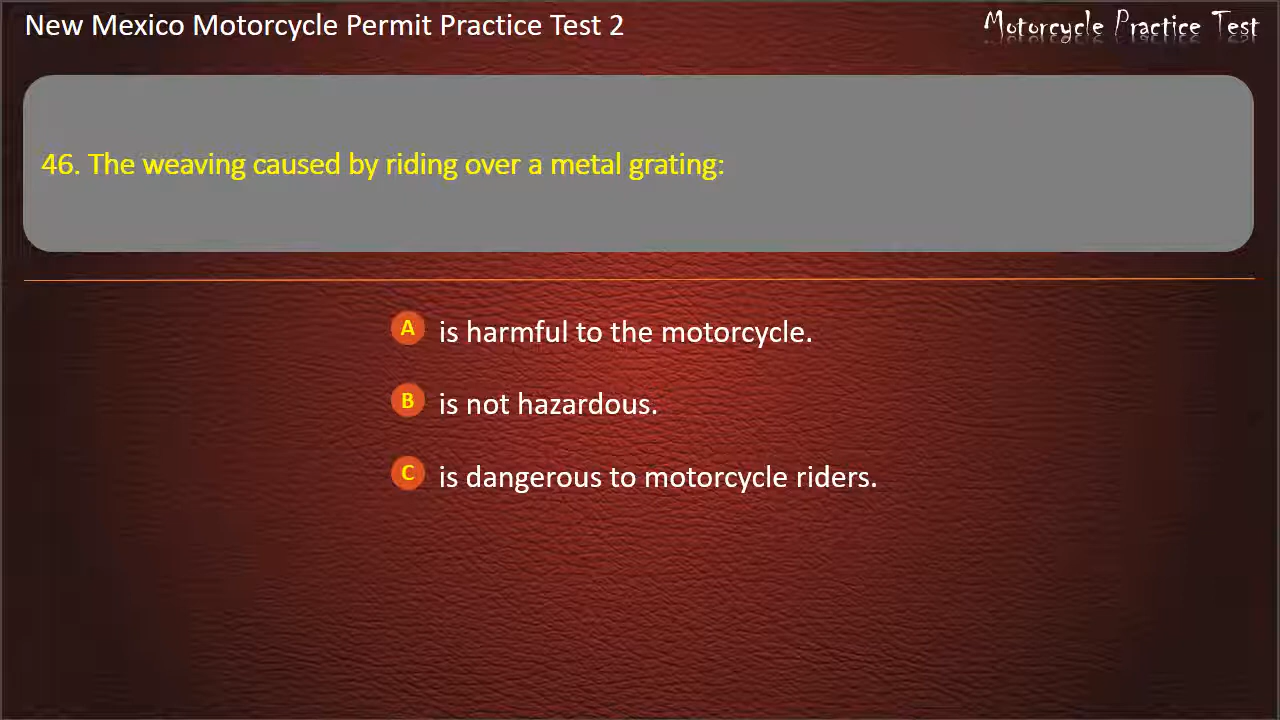 New Mexico Motorcycle Permit Practice Test 2
Motorcycle Practice Test
46. The weaving caused by riding over a metal grating:
A is harmful to the motorcycle.
B is not hazardous.
C is dangerous to motorcycle riders.